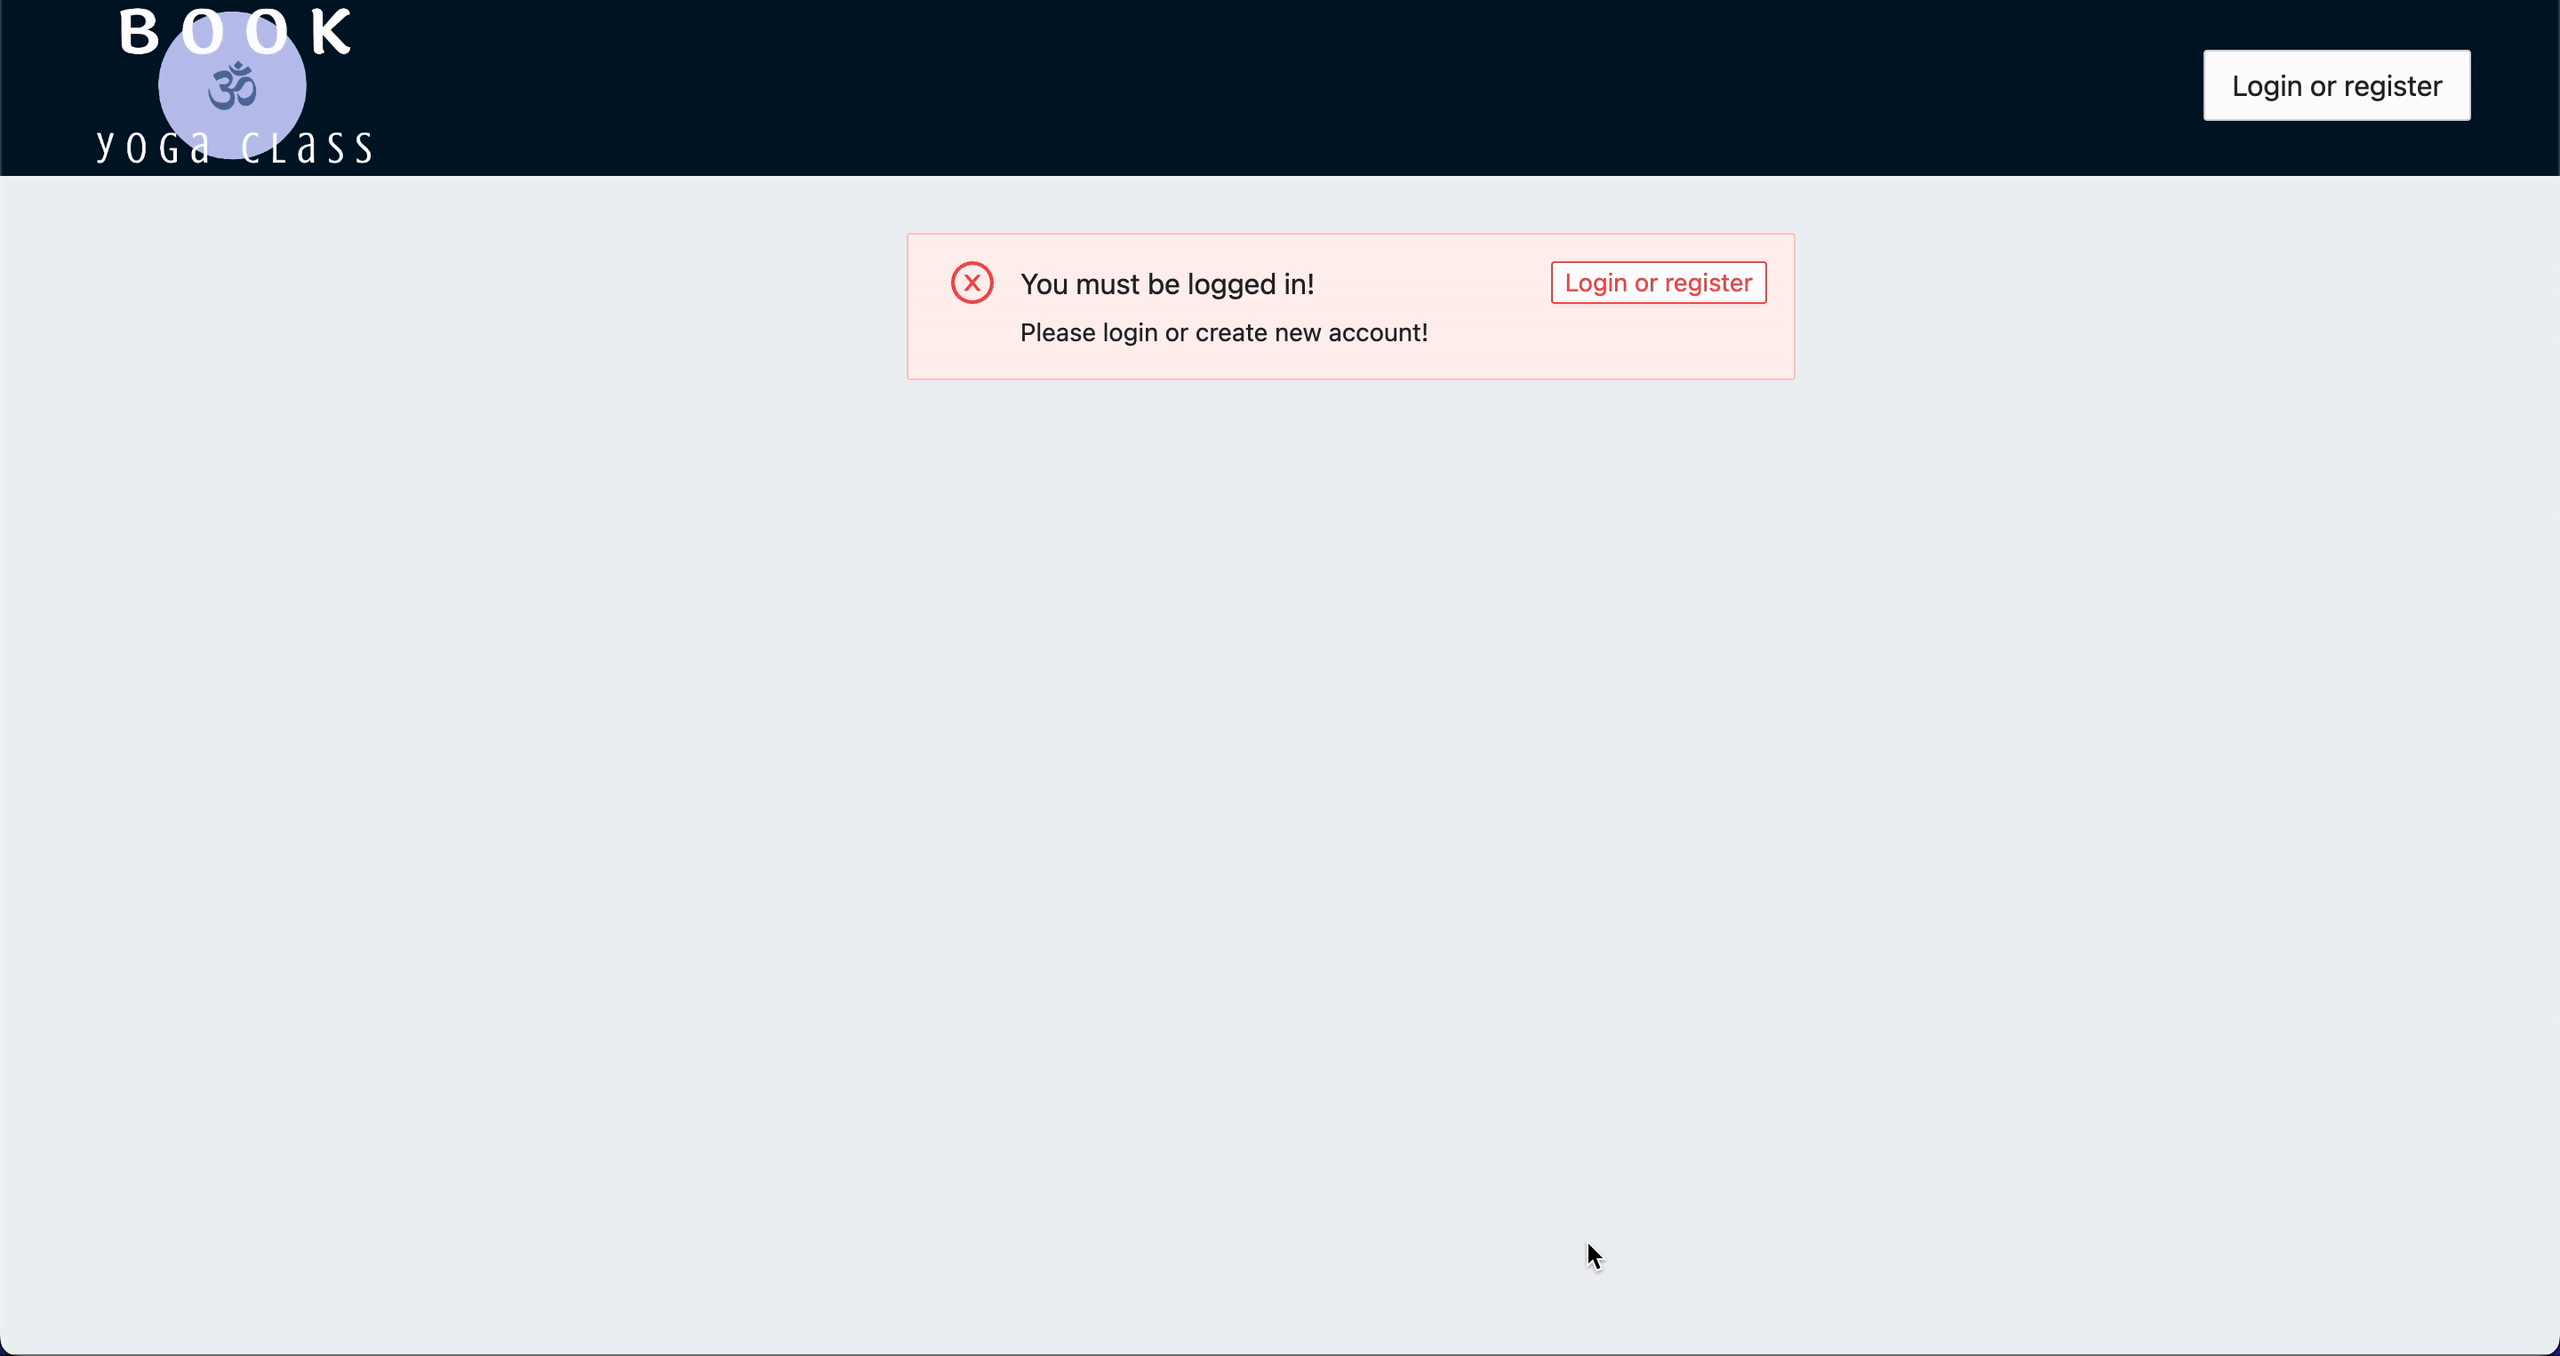 BOOK
ॐ
yoga class
Login or register
You must be logged in!
Login or register
Please login or create new account!